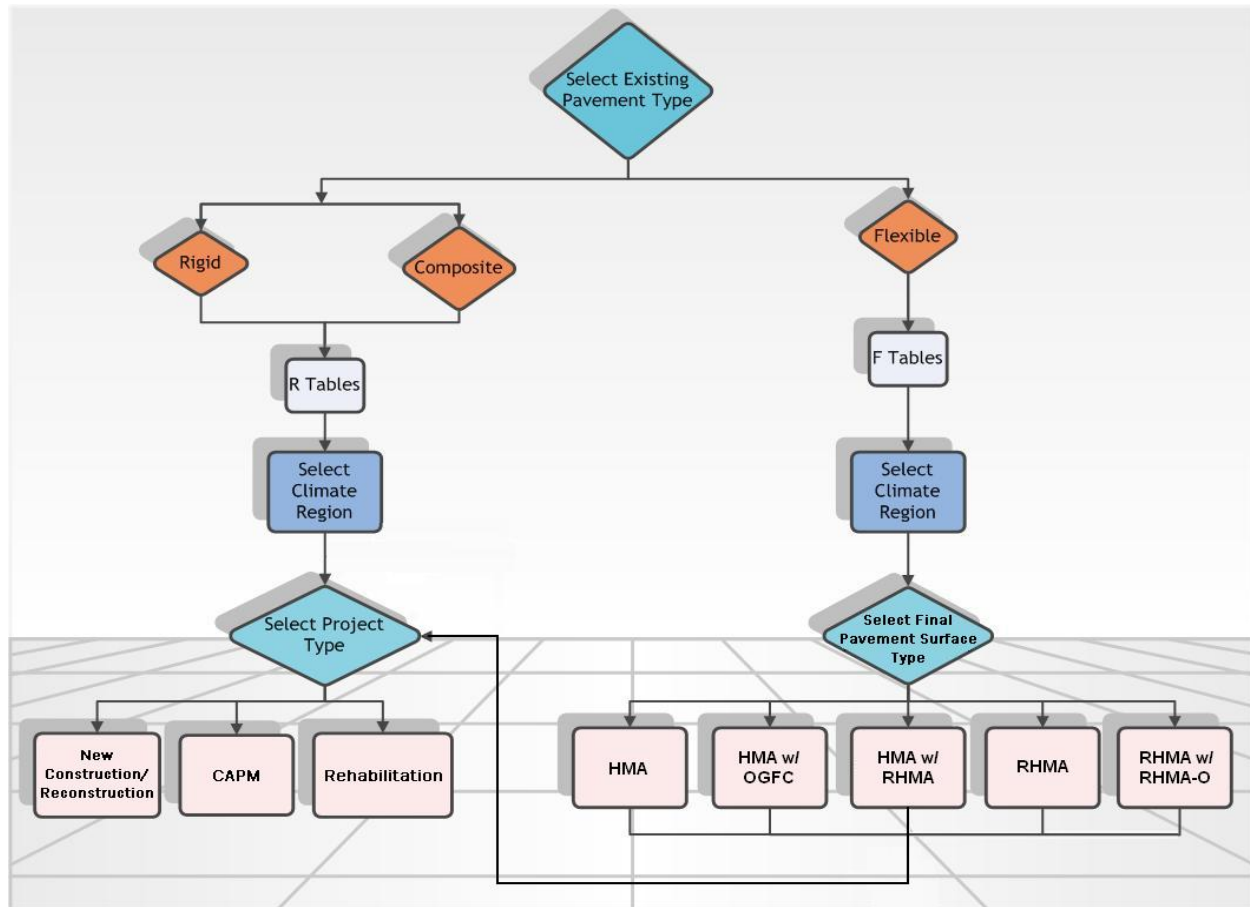 Select Existing
Pavement Type
Rigid
Composite
Flexible
R Tables
F Tables
Select
Climate
Region
Select
Climate
Region
Select Project
Type
Select Final
Pavement Surface
Type
New
Construction/
Reconstruction
CAPM
Rehabilitation
HMA
HMA w/
OGFC
HMA w/
RHMA
RHMA
RHMA w/
RHMA-O